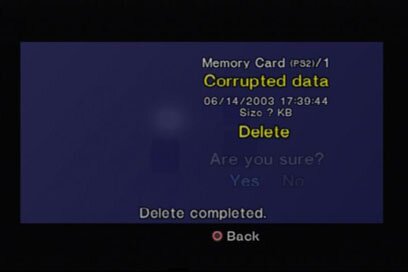 Memory Card (PS2)/1
Corrupted data
06/14/2003 17:39:44
Size ? KB
Delete
Are you sure?
Yes No
Delete completed.
Back